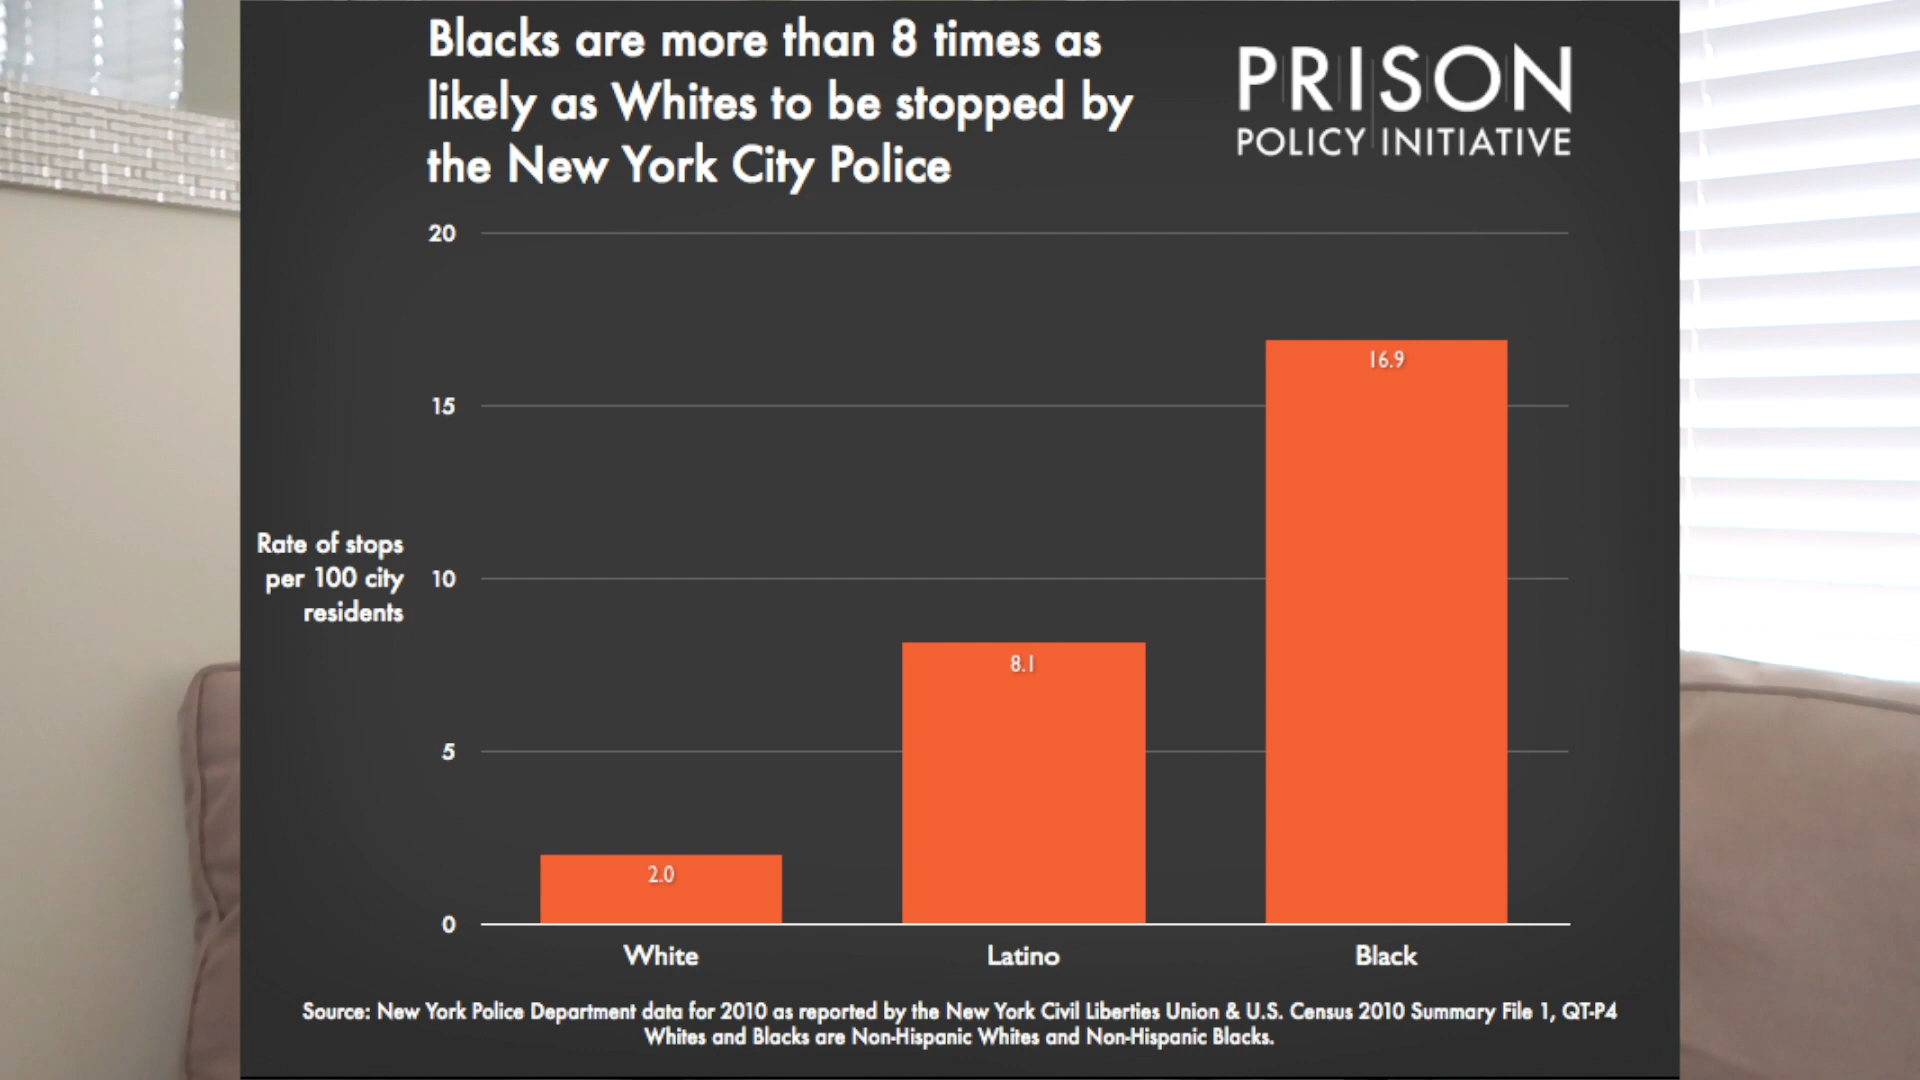 Blacks are more than 8 times as
likely as Whites to be stopped by
the New York City Police
PRISON
POLICY INITIATIVE
20
15
10
5
0
Rate of stops
per 100 city
residents
16.9
8.1
2.0
White
Latino
Black
Source: New York Police Department data for 2010 as reported by the New York Civil Liberties Union & U.S. Census 2010 Summary File 1, QT-P4
Whites and Blacks are Non-Hispanic Whites and Non-Hispanic Blacks.